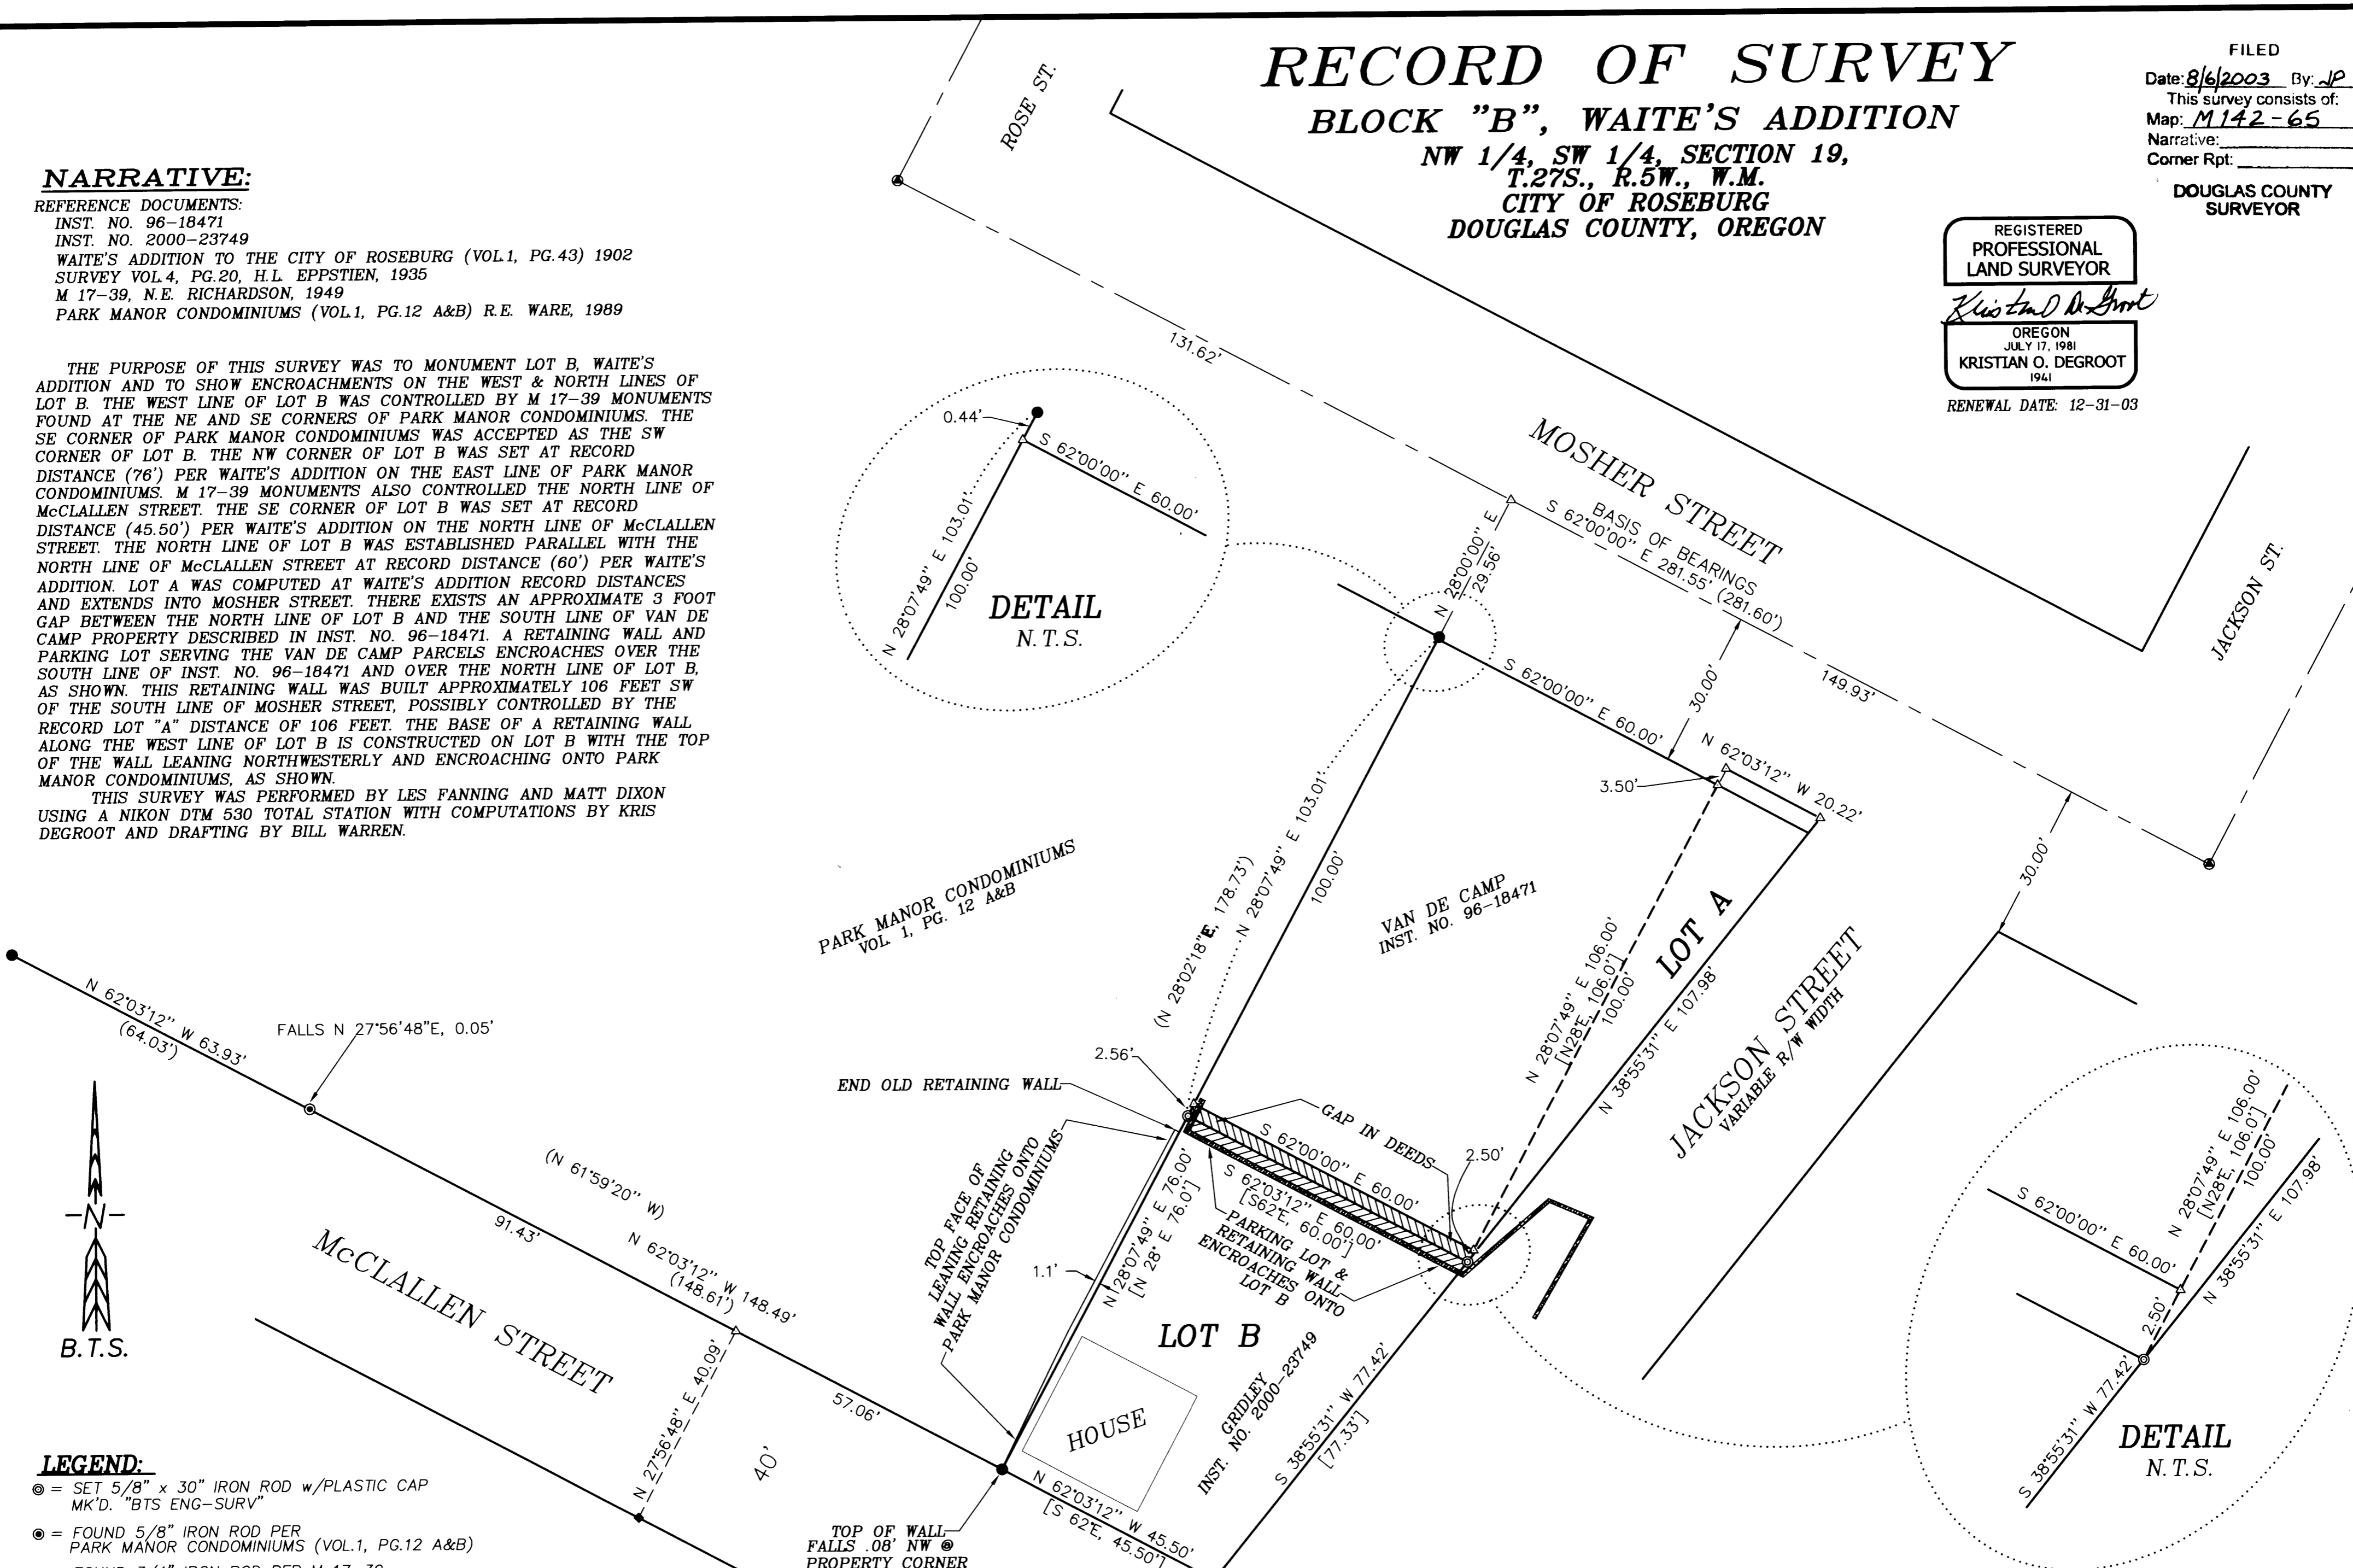 RECORD OF SURVEY
BLOCK "B", WAITE'S ADDITION
NW 1/4, SW 1/4, SECTION 19,
T.27S., R.5W., W.M.
CITY OF ROSEBURG
DOUGLAS COUNTY, OREGON
FILED
Date: 8/6/2003 By: JP
This survey consists of:
Map: M142-65
Narrative:
Corner Rpt:
DOUGLAS COUNTY
SURVEYOR
REGISTERED
PROFESSIONAL
LAND SURVEYOR
Kristian O DeGroot
OREGON
JULY 17, 1981
KRISTIAN O. DEGROOT
1941
RENEWAL DATE: 12-31-03
NARRATIVE:
REFERENCE DOCUMENTS:
INST. NO. 96-18471
INST. NO. 2000-23749
WAITE'S ADDITION TO THE CITY OF ROSEBURG (VOL.1, PG.43) 1902
SURVEY VOL.4, PG.20, H.L. EPPSTIEN, 1935
M 17-39, N.E. RICHARDSON, 1949
PARK MANOR CONDOMINIUMS (VOL.1, PG.12 A&B) R.E. WARE, 1989
THE PURPOSE OF THIS SURVEY WAS TO MONUMENT LOT B, WAITE'S
ADDITION AND TO SHOW ENCROACHMENTS ON THE WEST & NORTH LINES OF
LOT B. THE WEST LINE OF LOT B WAS CONTROLLED BY M 17-39 MONUMENTS
FOUND AT THE NE AND SE CORNERS OF PARK MANOR CONDOMINIUMS. THE
SE CORNER OF PARK MANOR CONDOMINIUMS WAS ACCEPTED AS THE SW
CORNER OF LOT B. THE NW CORNER OF LOT B WAS SET AT RECORD
DISTANCE (76') PER WAITE'S ADDITION ON THE EAST LINE OF PARK MANOR
CONDOMINIUMS. M 17-39 MONUMENTS ALSO CONTROLLED THE NORTH LINE OF
McCLALLEN STREET. THE SE CORNER OF LOT B WAS SET AT RECORD
DISTANCE (45.50') PER WAITE'S ADDITION ON THE NORTH LINE OF McCLALLEN
STREET. THE NORTH LINE OF LOT B WAS ESTABLISHED PARALLEL WITH THE
NORTH LINE OF McCLALLEN STREET AT RECORD DISTANCE (60') PER WAITE'S
ADDITION. LOT A WAS COMPUTED AT WAITE'S ADDITION RECORD DISTANCES
AND EXTENDS INTO MOSHER STREET. THERE EXISTS AN APPROXIMATE 3 FOOT
GAP BETWEEN THE NORTH LINE OF LOT B AND THE SOUTH LINE OF VAN DE
CAMP PROPERTY DESCRIBED IN INST. NO. 96-18471. A RETAINING WALL AND
PARKING LOT SERVING THE VAN DE CAMP PARCELS ENCROACHES OVER THE
SOUTH LINE OF INST. NO. 96-18471 AND OVER THE NORTH LINE OF LOT B,
AS SHOWN. THIS RETAINING WALL WAS BUILT APPROXIMATELY 106 FEET SW
OF THE SOUTH LINE OF MOSHER STREET, POSSIBLY CONTROLLED BY THE
RECORD LOT "A" DISTANCE OF 106 FEET. THE BASE OF A RETAINING WALL
ALONG THE WEST LINE OF LOT B IS CONSTRUCTED ON LOT B WITH THE TOP
OF THE WALL LEANING NORTHWESTERLY AND ENCROACHING ONTO PARK
MANOR CONDOMINIUMS, AS SHOWN.
THIS SURVEY WAS PERFORMED BY LES FANNING AND MATT DIXON
USING A NIKON DTM 530 TOTAL STATION WITH COMPUTATIONS BY KRIS
DEGROOT AND DRAFTING BY BILL WARREN.
ROSE ST.
131.62'
MOSHER STREET
BASIS OF BEARINGS
S 62°00'00" E 281.55' (281.60')
149.93'
JACKSON ST.
N 28°00'00" E
29.56'
0.44'
S 62°00'00" E 60.00'
N 28°07'49" E 103.01'
100.00'
DETAIL
N.T.S.
S 62°00'00" E 60.00'
30.00'
N 62°03'12" W 20.22'
3.50'
30.00'
(N 28°02'18"E, 178.73')
N 28°07'49" E 103.01'
100.00'
VAN DE CAMP
INST. NO. 96-18471
LOT A
N 28°07'49" E 106.00'
[N28°E, 106.0']
100.00'
N 38°55'31" E 107.98'
JACKSON STREET
VARIABLE R/W WIDTH
PARK MANOR CONDOMINIUMS
VOL. 1, PG. 12 A&B
N 62°03'12" W 63.93'
(64.03')
FALLS N 27°56'48"E, 0.05'
2.56'
END OLD RETAINING WALL
TOP FACE OF
LEANING RETAINING
WALL ENCROACHES ONTO
PARK MANOR CONDOMINIUMS
1.1'
GAP IN DEEDS
S 62°00'00" E 60.00'
2.50'
S 62°03'12" E 60.00'
[S62°E, 60.00']
PARKING LOT &
RETAINING WALL
ENCROACHES ONTO
LOT B
N 28°07'49" E 76.00'
[N 28° E 76.0']
LOT B
GRIDLEY
INST. NO. 2000-23749
S 38°55'31" W 77.42'
[77.33']
HOUSE
(N 61°59'20" W)
91.43'
N 62°03'12" W 148.49'
(148.61')
McCLALLEN STREET
N 27°56'48" E 40.09'
57.06'
40'
N 62°03'12" W 45.50'
[S 62°E, 45.50']
TOP OF WALL
FALLS .08' NW @
PROPERTY CORNER
S 62°00'00" E 60.00'
N 28°07'49" E 106.00'
[N28°E, 106.0']
100.00'
N 38°55'31" E 107.98'
2.50'
S 38°55'31" W 77.42'
DETAIL
N.T.S.
N
B.T.S.
LEGEND:
= SET 5/8" x 30" IRON ROD w/PLASTIC CAP
MK'D. "BTS ENG-SURV"
= FOUND 5/8" IRON ROD PER
PARK MANOR CONDOMINIUMS (VOL.1, PG.12 A&B)